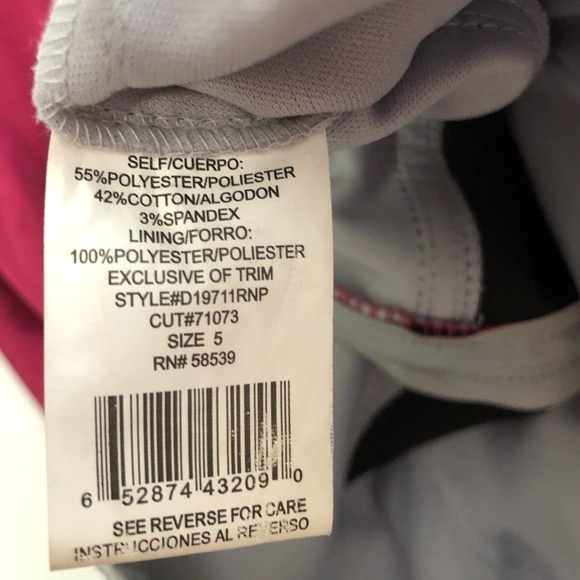 SELF/CUERPO:
55%POLYESTER/POLIESTER
42%COTTON/ALGODON
3%SPANDEX
LINING/FORRO:
100%POLYESTER/POLIESTER
EXCLUSIVE OF TRIM
STYLE#D19711RNP
CUT#71073
SIZE 5
RN# 58539
6 52874 43209 0
SEE REVERSE FOR CARE
INSTRUCCIONES AL REVERSO